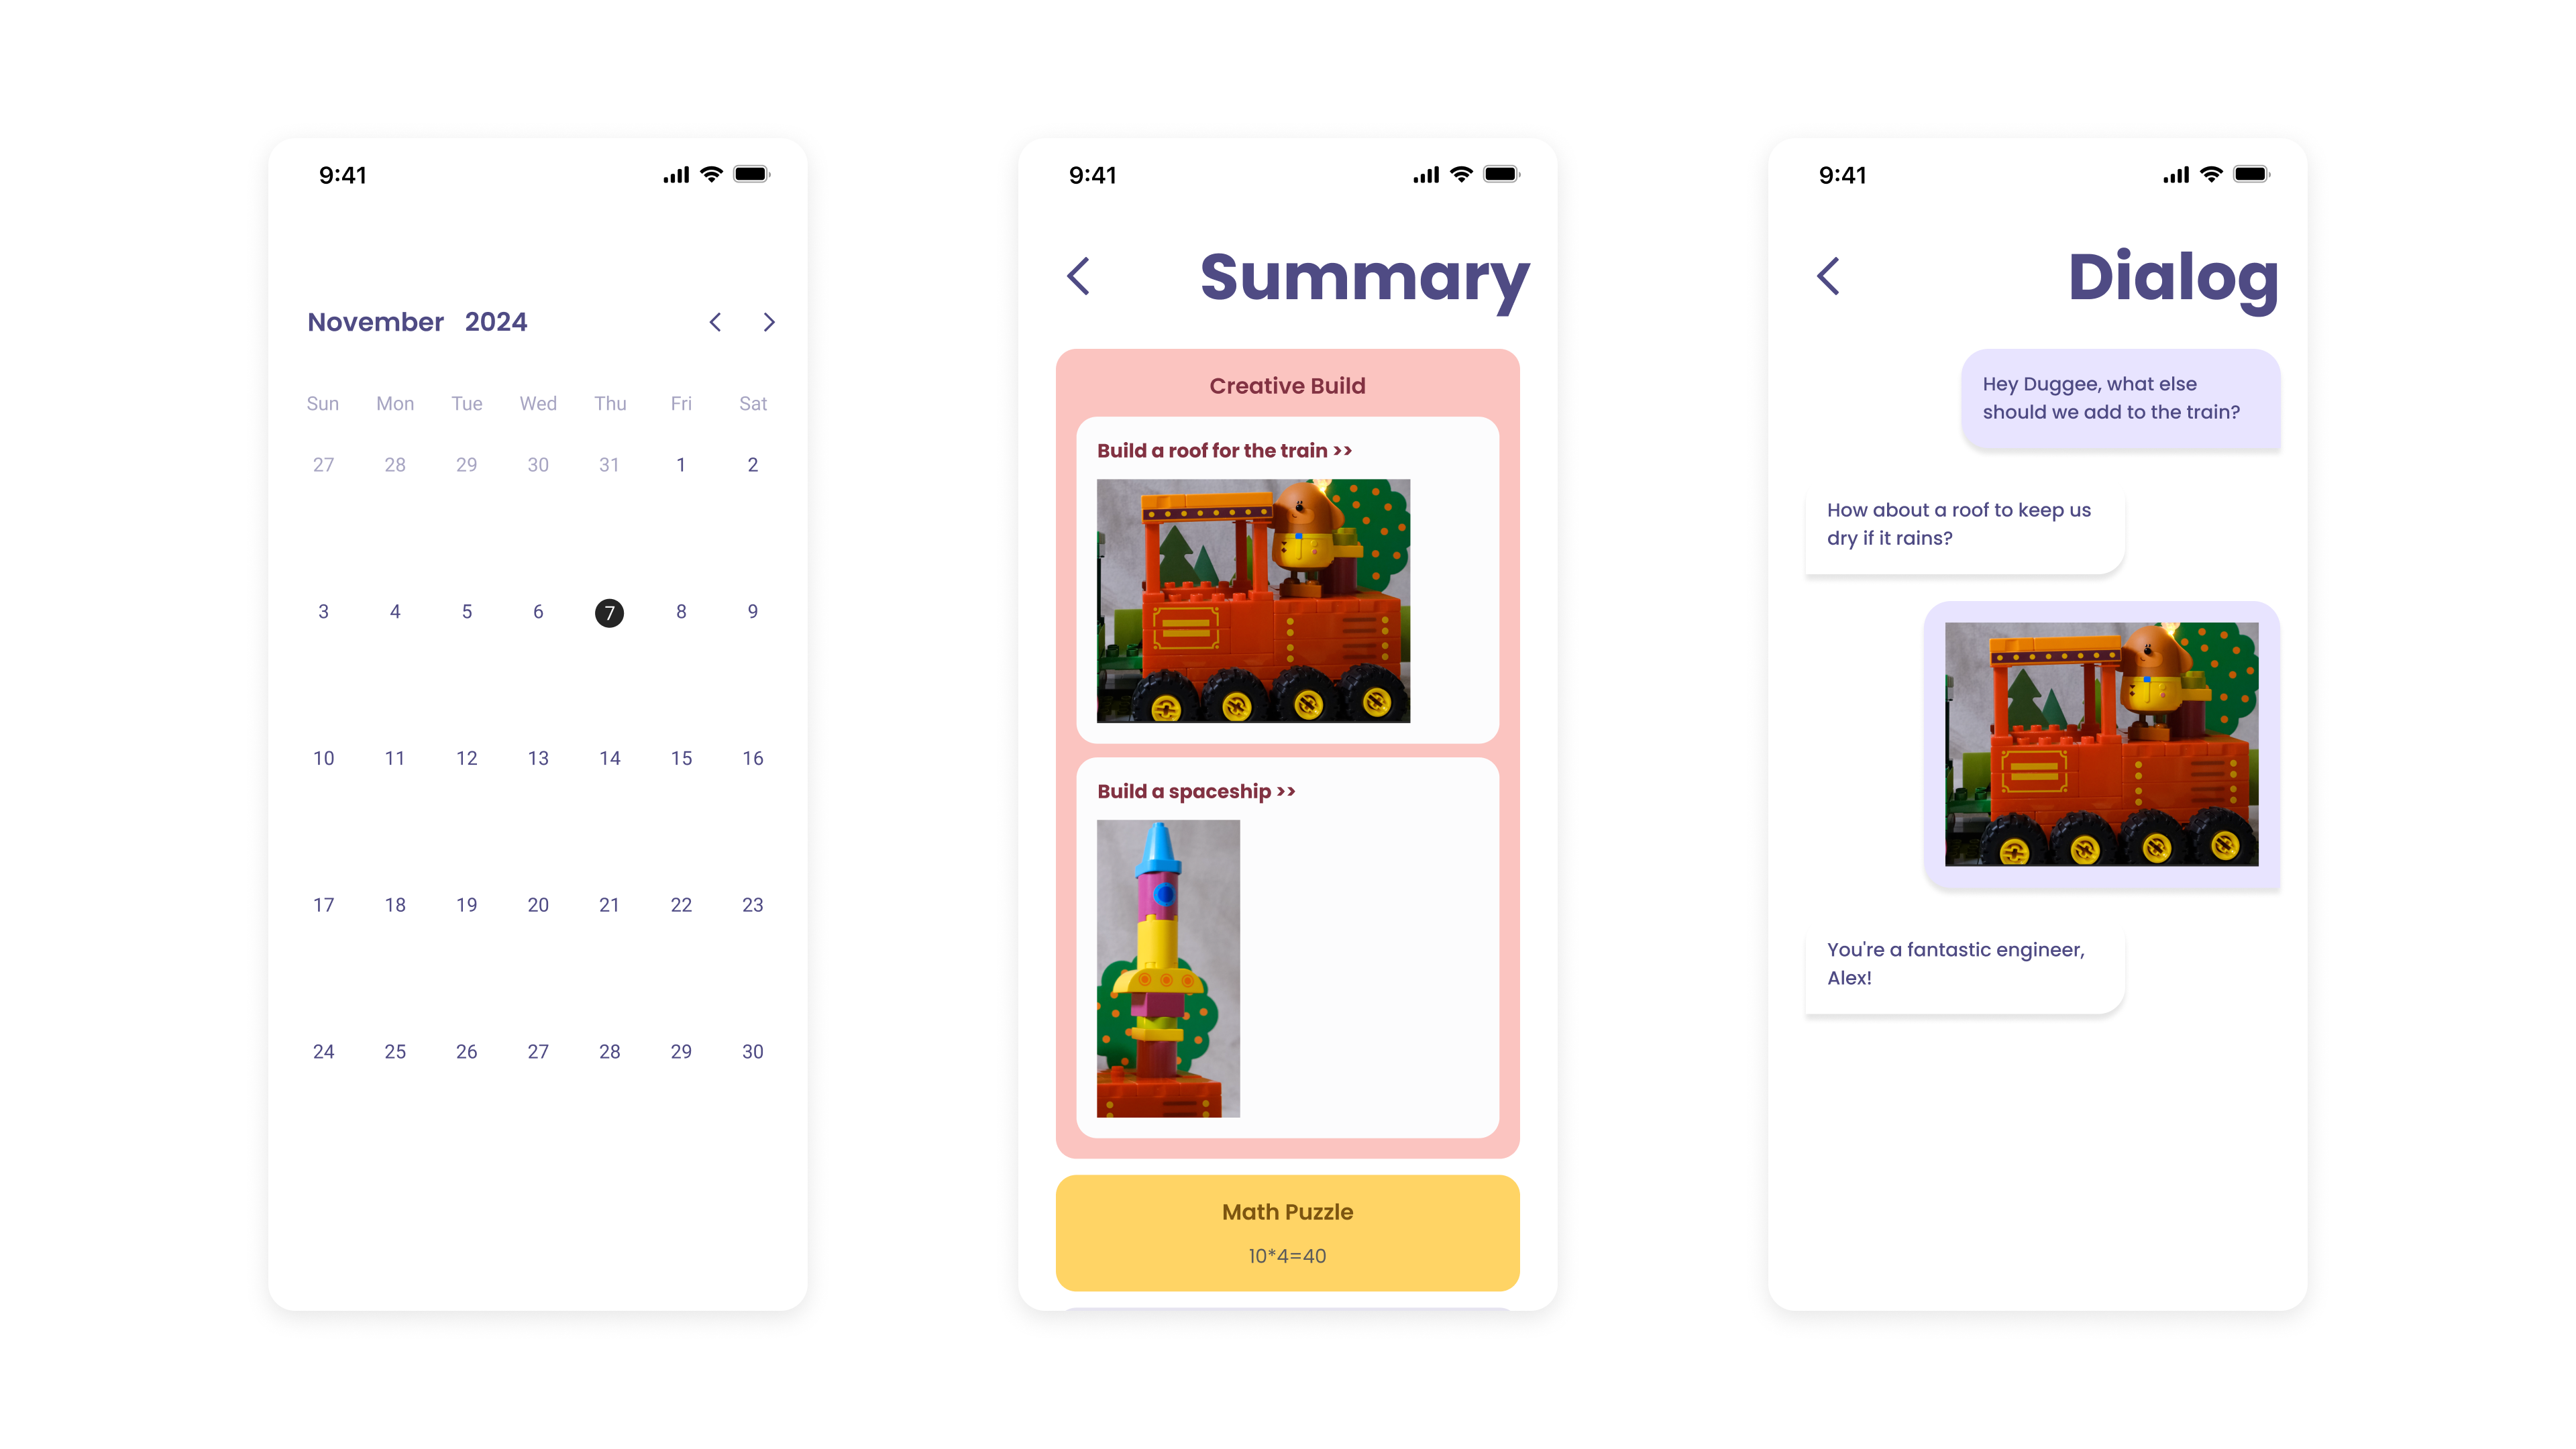 9:41
November 2024
Sun Mon Tue Wed Thu Fri Sat
27 28 29 30 31 1 2
3 4 5 6 7 8 9
10 11 12 13 14 15 16
17 18 19 20 21 22 23
24 25 26 27 28 29 30
9:41
Summary
Creative Build
Build a roof for the train >>
Build a spaceship >>
Math Puzzle
10*4=40
9:41
Dialog
Hey Duggee, what else
should we add to the train?
How about a roof to keep us
dry if it rains?
You're a fantastic engineer,
Alex!